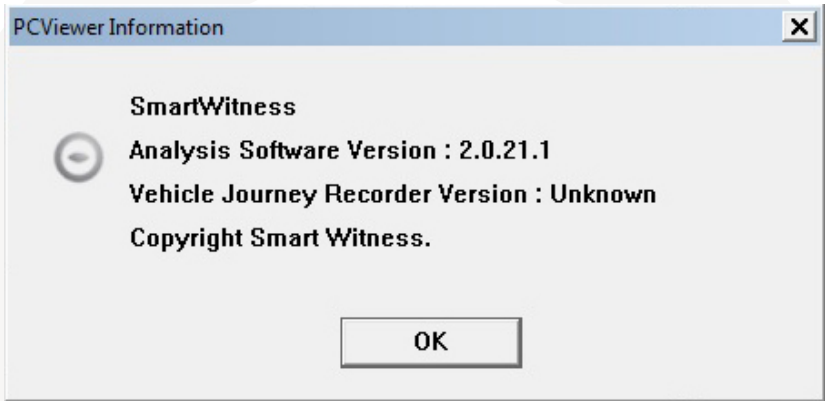 PCViewer Information
SmartWitness
Analysis Software Version : 2.0.21.1
Vehicle Journey Recorder Version : Unknown
Copyright Smart Witness.
OK